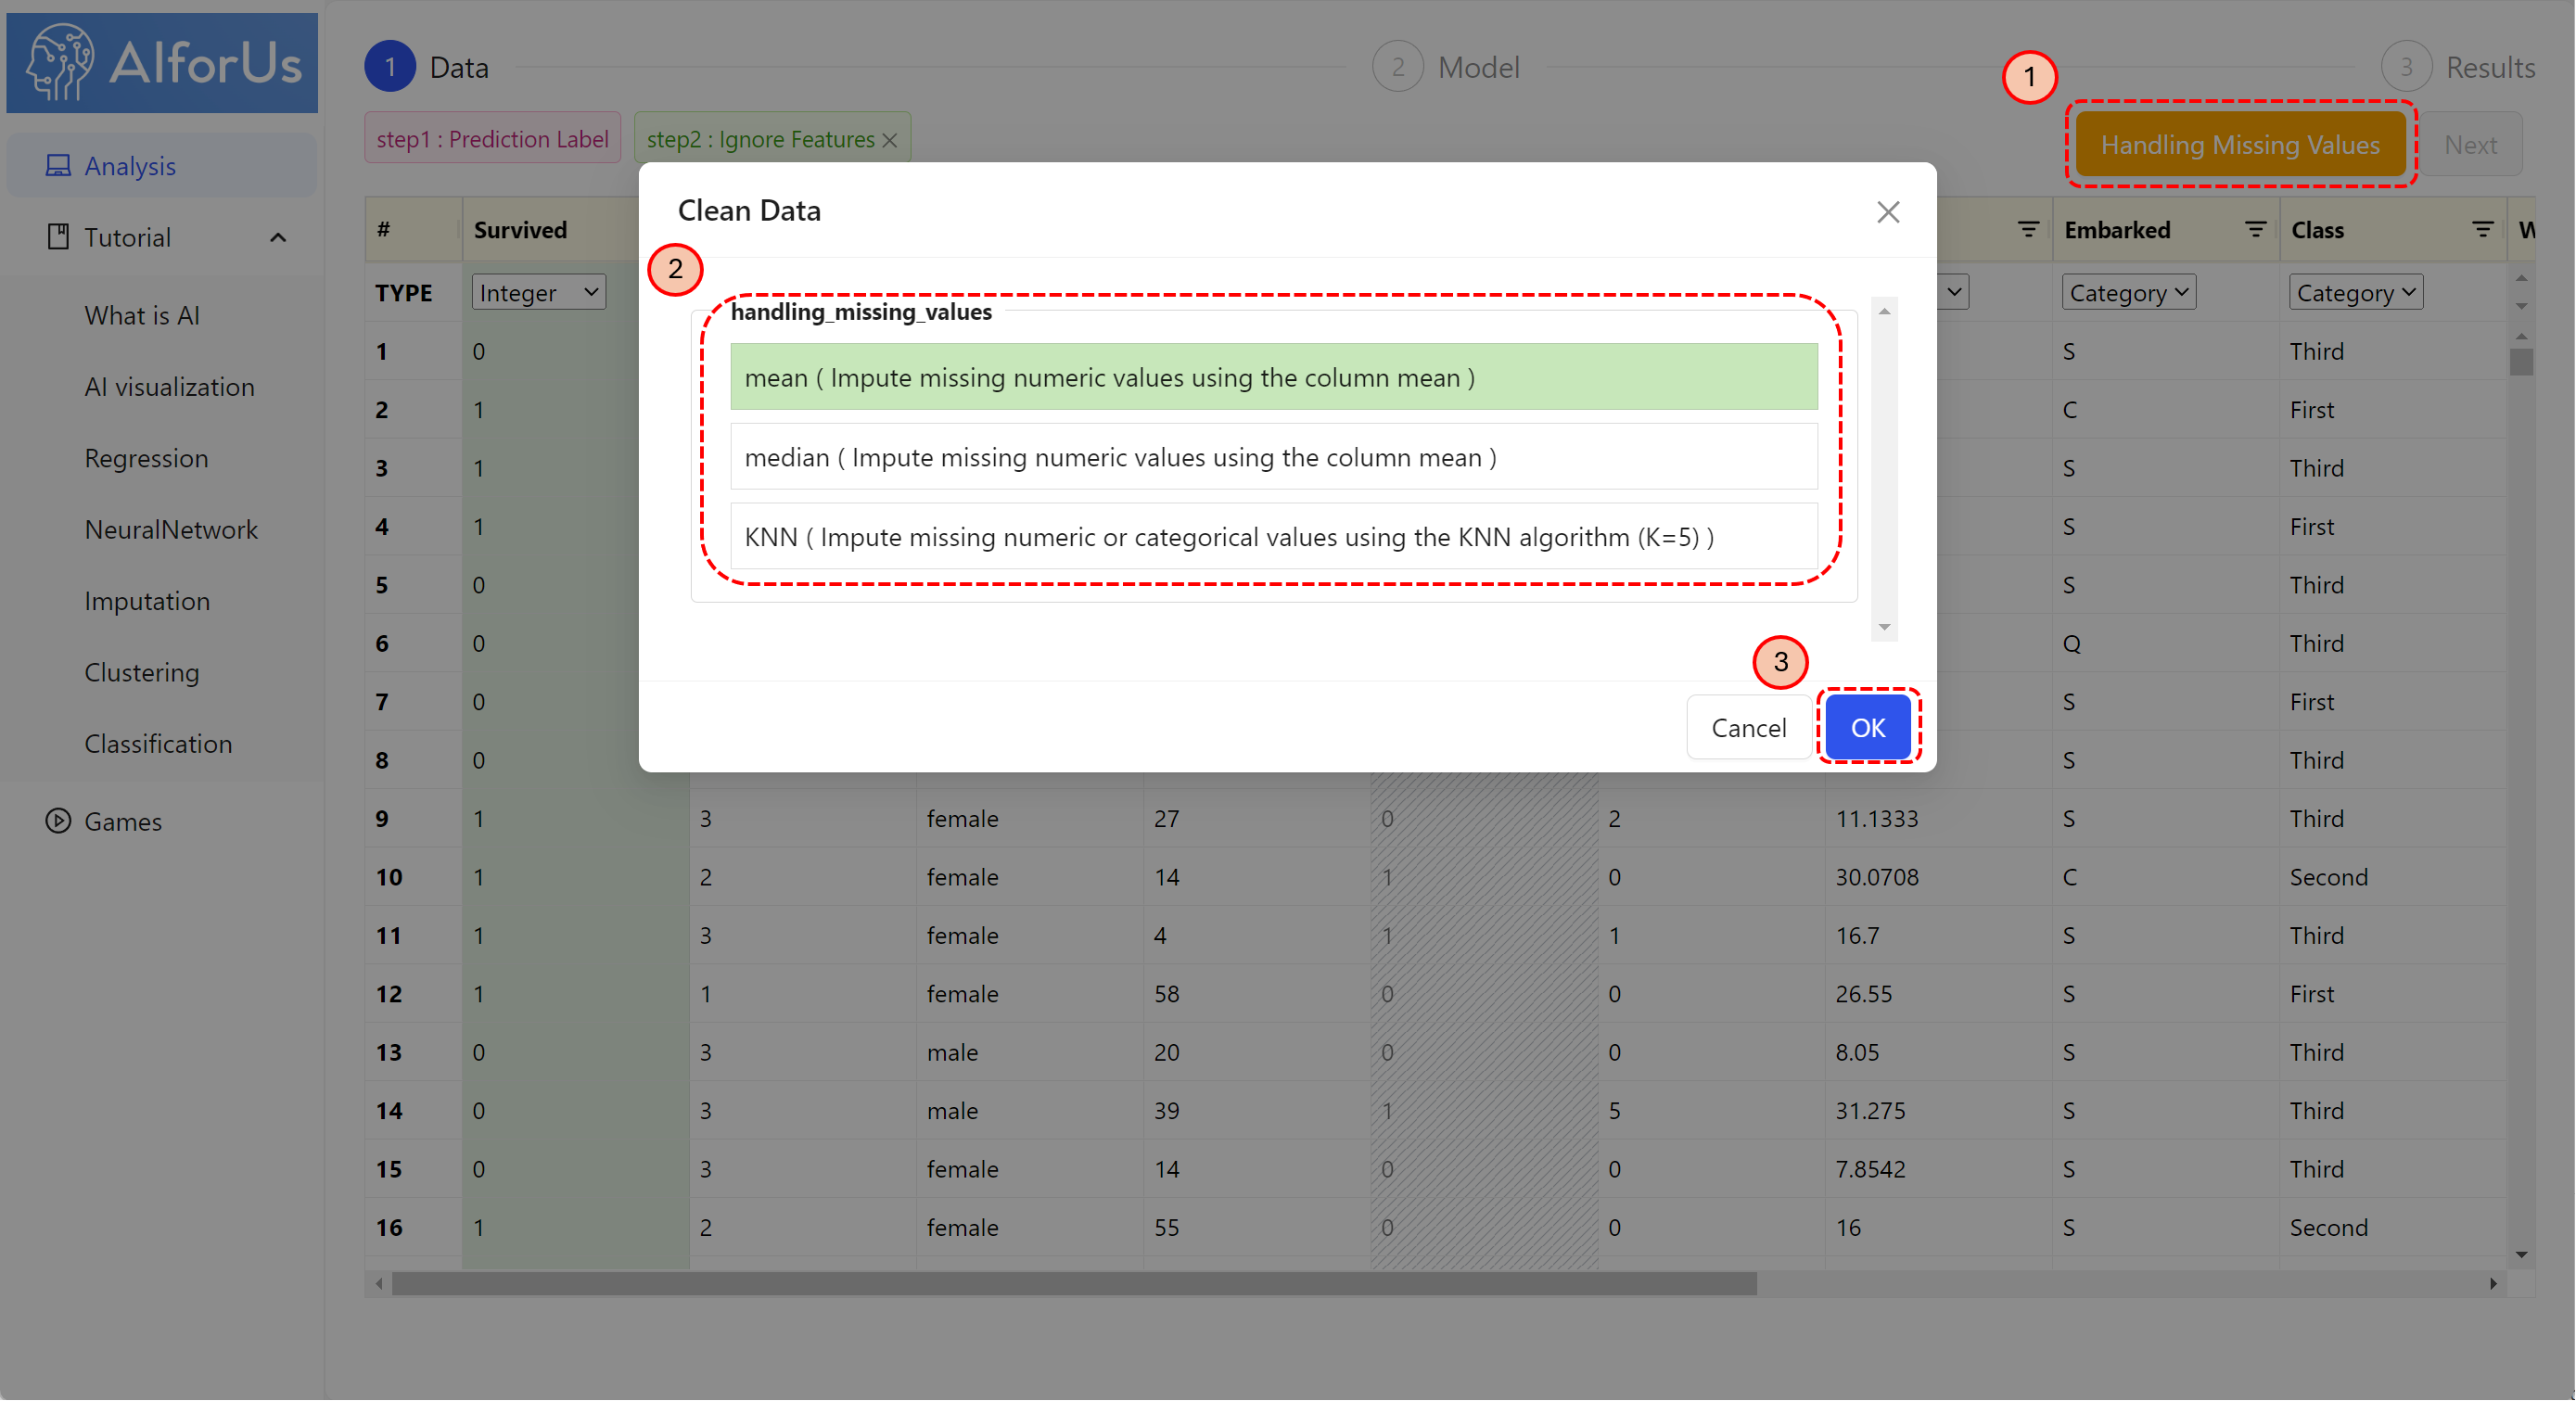 AIforUs
1 Data
2 Model
3 Results
1
step1 : Prediction Label
step2 : Ignore Features
Handling Missing Values
Next
Analysis
Tutorial
What is AI
AI visualization
Regression
NeuralNetwork
Imputation
Clustering
Classification
Games
Clean Data
2
handling_missing_values
mean ( Impute missing numeric values using the column mean )
median ( Impute missing numeric values using the column mean )
KNN ( Impute missing numeric or categorical values using the KNN algorithm (K=5) )
3
Cancel
OK
# Survived Embarked Class
TYPE Integer Category Category
1 0 S Third
2 1 C First
3 1 S Third
4 1 S First
5 0 S Third
6 0 Q Third
7 0 S First
8 0 S Third
9 1 3 female 27 0 2 11.1333 S Third
10 1 2 female 14 1 0 30.0708 C Second
11 1 3 female 4 1 1 16.7 S Third
12 1 1 female 58 0 0 26.55 S First
13 0 3 male 20 0 0 8.05 S Third
14 0 3 male 39 1 5 31.275 S Third
15 0 3 female 14 0 0 7.8542 S Third
16 1 2 female 55 0 0 16 S Second